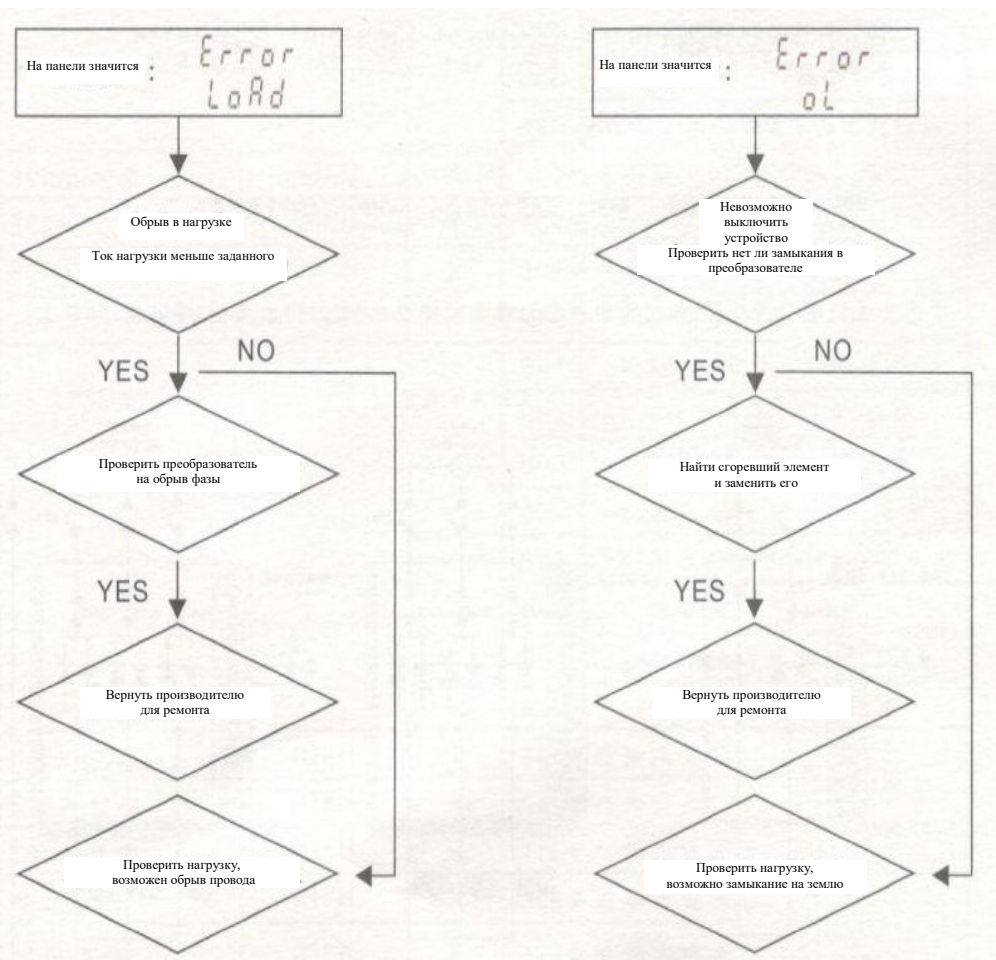 На панели значится :
Error
LoAd
Обрыв в нагрузке
Ток нагрузки меньше заданного
YES
NO
Проверить преобразователь
на обрыв фазы
YES
Вернуть производителю
для ремонта
Проверить нагрузку,
возможен обрыв провода
На панели значится :
Error
oL
Невозможно
выключить
устройство
Проверить нет ли замыкания в
преобразователе
YES
NO
Найти сгоревший элемент
и заменить его
YES
Вернуть производителю
для ремонта
Проверить нагрузку,
возможно замыкание на землю